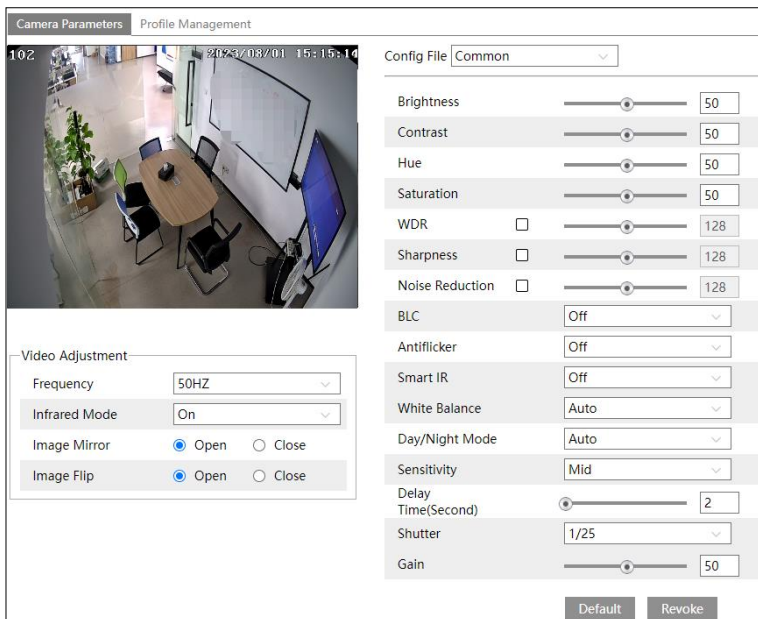 Camera Parameters Profile Management
102 2023/08/01 15:15:14
Config File Common
Brightness 50
Contrast 50
Hue 50
Saturation 50
WDR 128
Sharpness 128
Noise Reduction 128
BLC Off
Antiflicker Off
Smart IR Off
White Balance Auto
Day/Night Mode Auto
Sensitivity Mid
Delay
Time(Second) 2
Shutter 1/25
Gain 50
Default Revoke
Video Adjustment
Frequency 50HZ
Infrared Mode On
Image Mirror Open Close
Image Flip Open Close